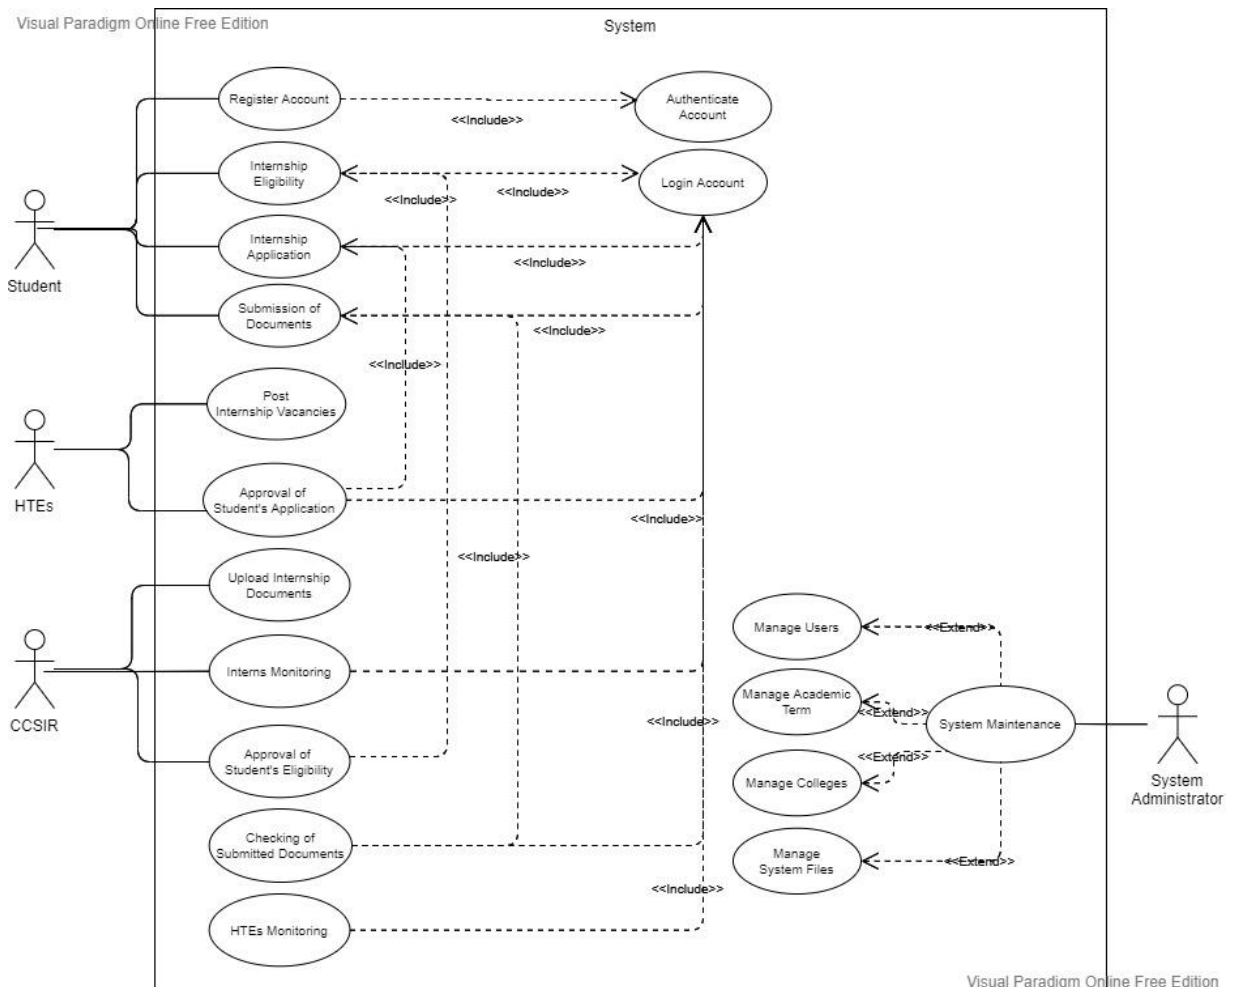 Visual Paradigm Online Free Edition
System
Register Account
<<Include>>
Authenticate
Account
Internship
Eligibility
<<Include>>
<<Include>>
Login Account
Student
Internship
Application
<<Include>>
Submission of
Documents
<<Include>>
<<Include>>
Post
Internship Vacancies
HTEs
Approval of
Student's Application
<<Include>>
<<Include>>
Upload Internship
Documents
Interns Monitoring
CCSIR
<<Include>>
Approval of
Student's Eligibility
Checking of
Submitted Documents
<<Include>>
HTEs Monitoring
Manage Users
<<Extend>>
Manage Academic
Term
<<Extend>>
System Maintenance
<<Extend>>
Manage Colleges
System
Administrator
Manage
System Files
<<Extend>>
Visual Paradigm Online Free Edition